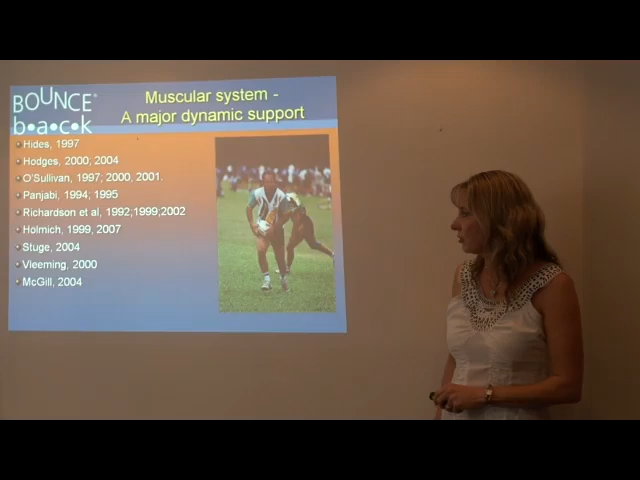 BOUNCE®
b•a•c•k
Muscular system -
A major dynamic support
Hides, 1997
Hodges, 2000; 2004
O'Sullivan, 1997; 2000, 2001.
Panjabi, 1994; 1995
Richardson et al, 1992;1999;2002
Holmich, 1999, 2007
Stuge, 2004
Vleeming, 2000
McGill, 2004